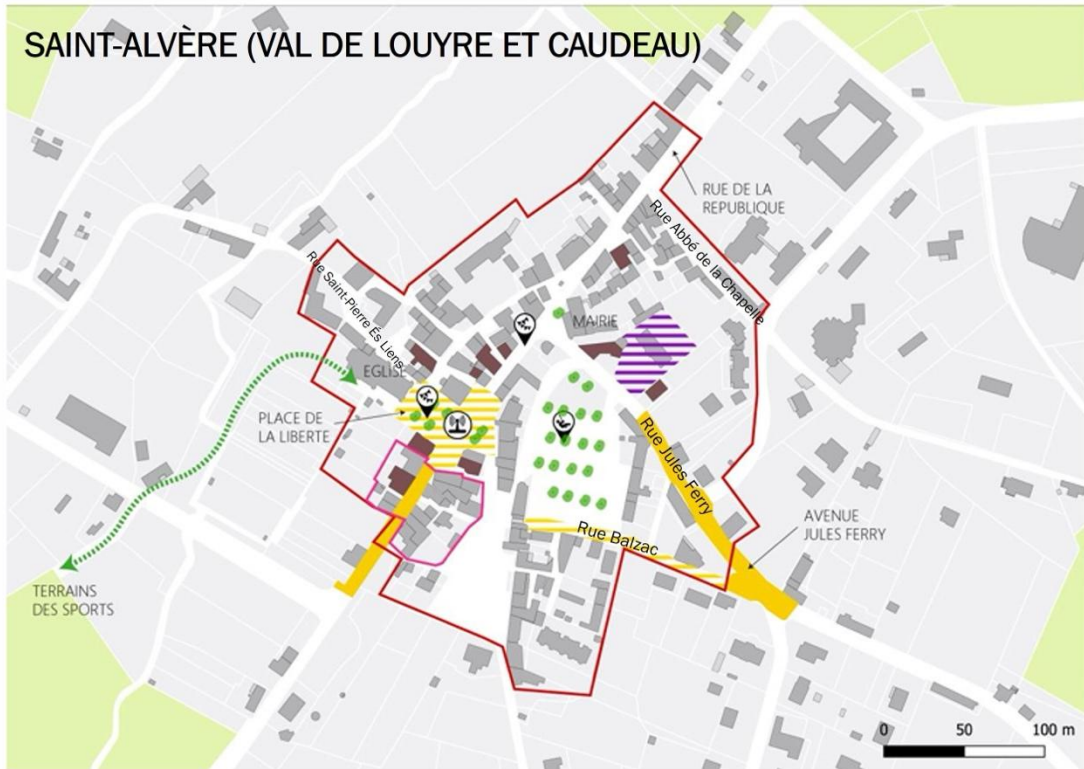 SAINT-ALVÈRE (VAL DE LOUYRE ET CAUDEAU)
RUE DE LA
REPUBLIQUE
Rue Abbé de la Chapelle
Rue Saint-Pierre És Liens
MAIRIE
EGLISE
PLACE DE
LA LIBERTE
Rue Jules Ferry
AVENUE
JULES FERRY
Rue Balzac
TERRAINS
DES SPORTS
0 50 100 m